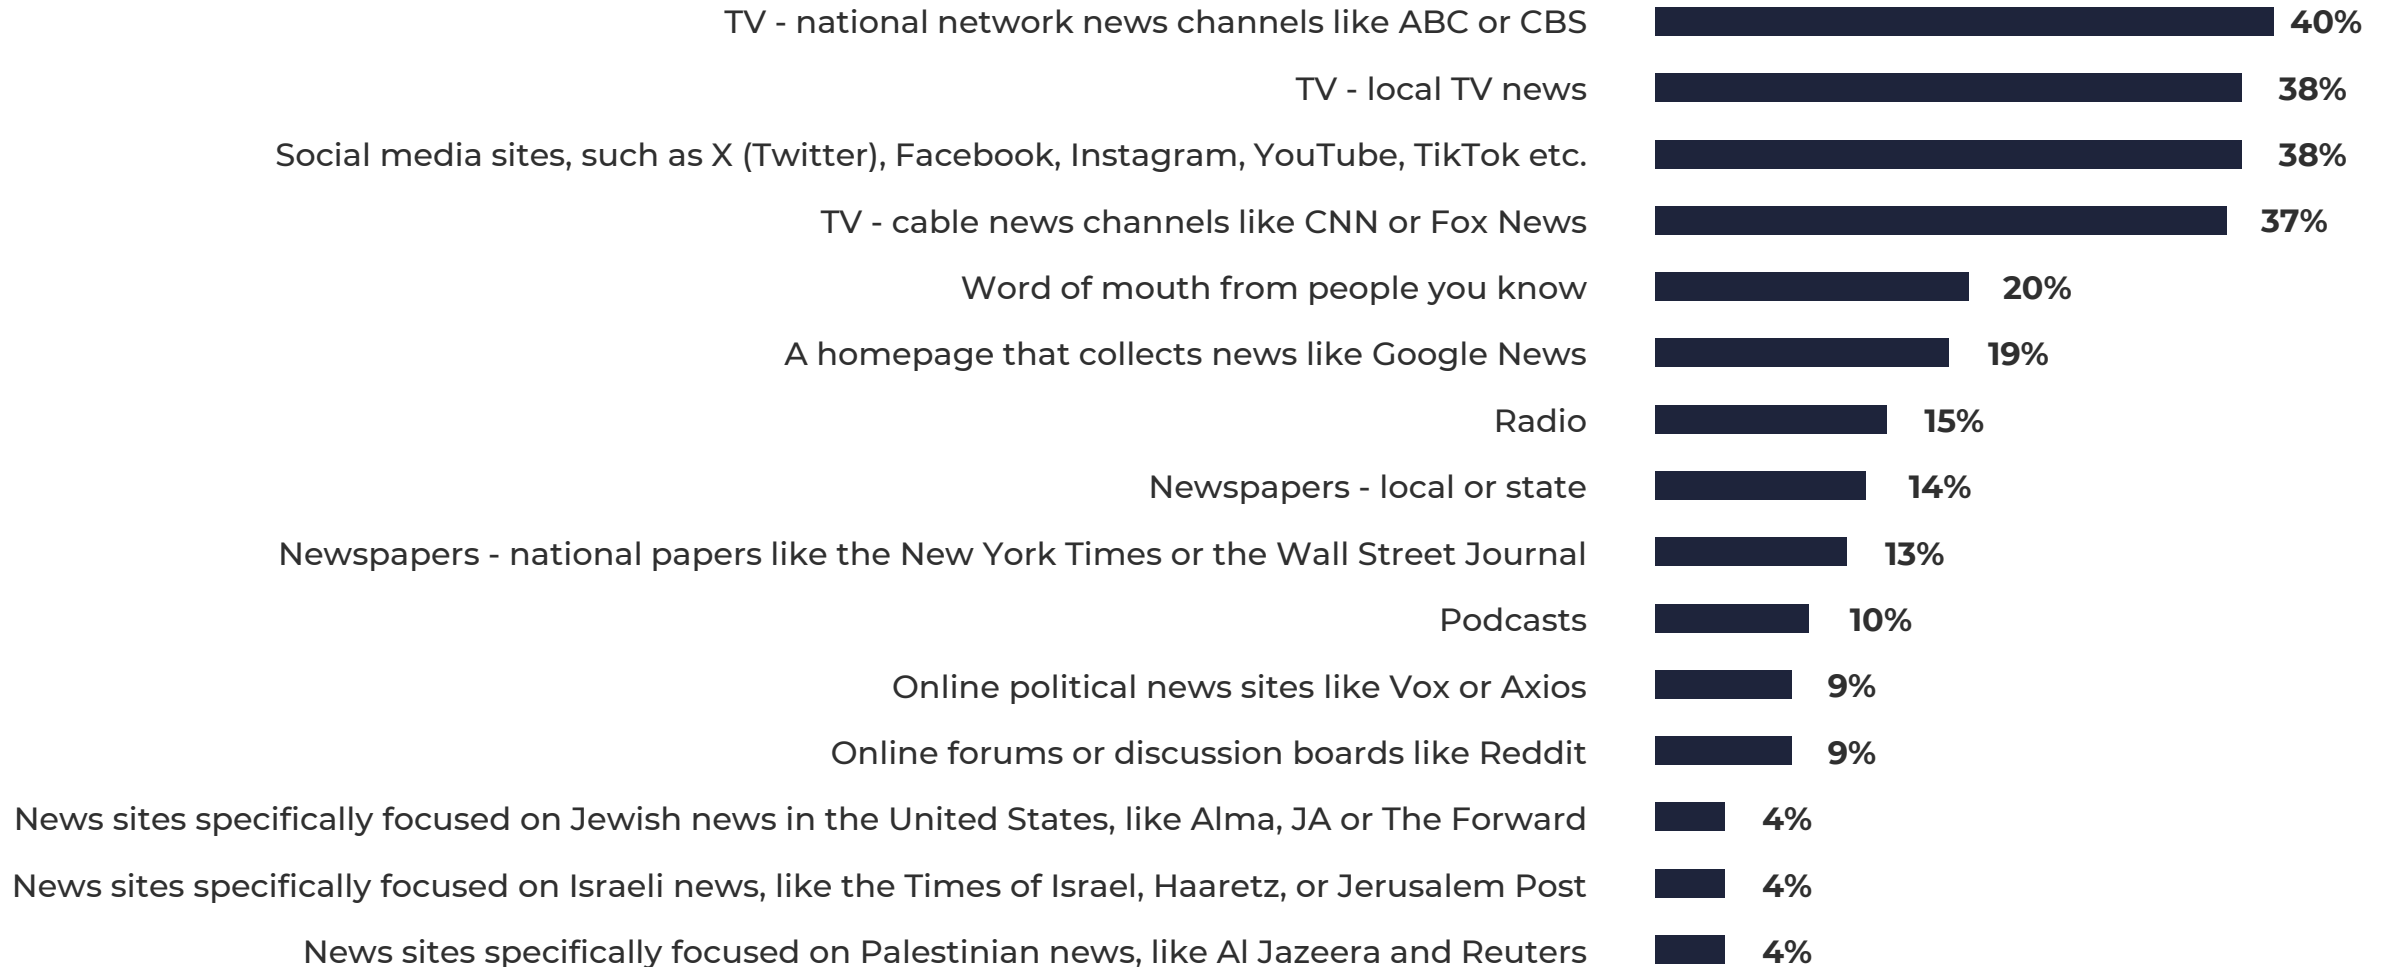 TV - national network news channels like ABC or CBS 40%
TV - local TV news 38%
Social media sites, such as X (Twitter), Facebook, Instagram, YouTube, TikTok etc. 38%
TV - cable news channels like CNN or Fox News 37%
Word of mouth from people you know 20%
A homepage that collects news like Google News 19%
Radio 15%
Newspapers - local or state 14%
Newspapers - national papers like the New York Times or the Wall Street Journal 13%
Podcasts 10%
Online political news sites like Vox or Axios 9%
Online forums or discussion boards like Reddit 9%
News sites specifically focused on Jewish news in the United States, like Alma, JA or The Forward 4%
News sites specifically focused on Israeli news, like the Times of Israel, Haaretz, or Jerusalem Post 4%
News sites specifically focused on Palestinian news, like Al Jazeera and Reuters 4%